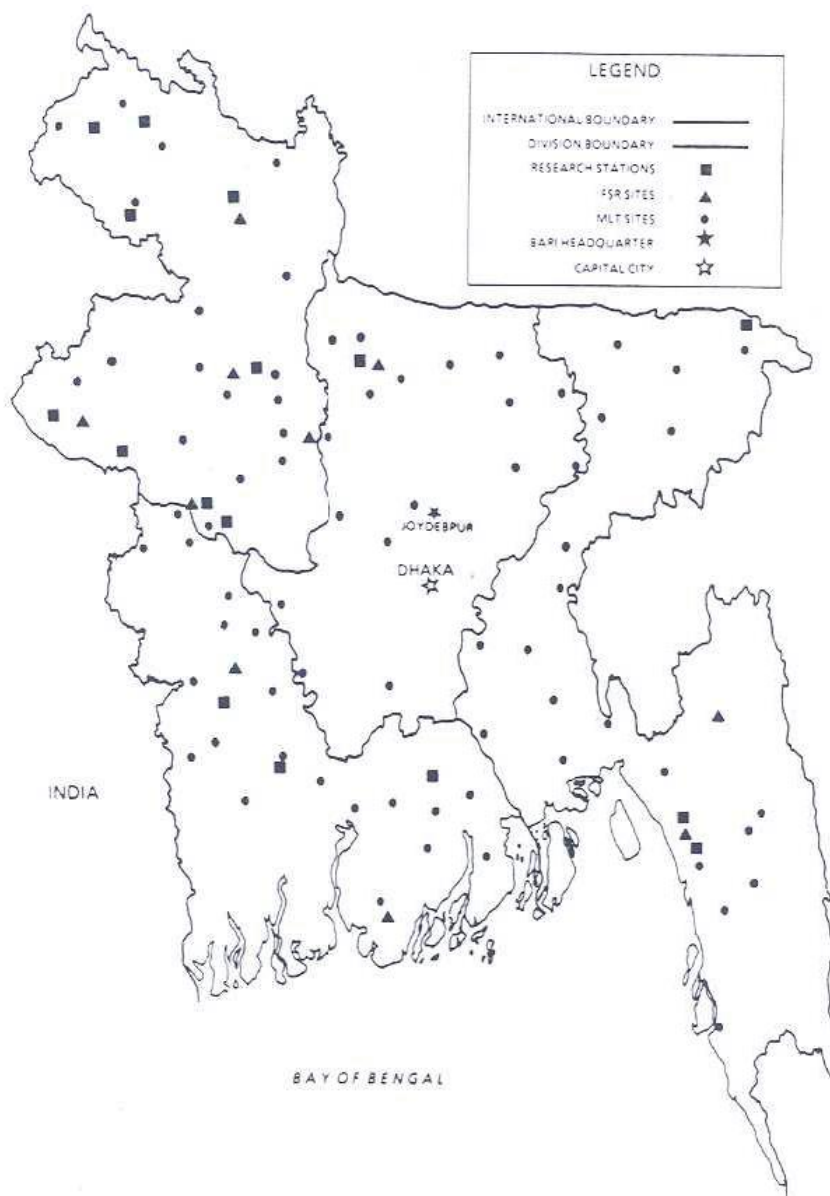 LEGEND
INTERNATIONAL BOUNDARY
DIVISION BOUNDARY
RESEARCH STATIONS
FSR SITES
MLT SITES
BARI HEADQUARTER
CAPITAL CITY
JOYDEBPUR
DHAKA
INDIA
BAY OF BENGAL